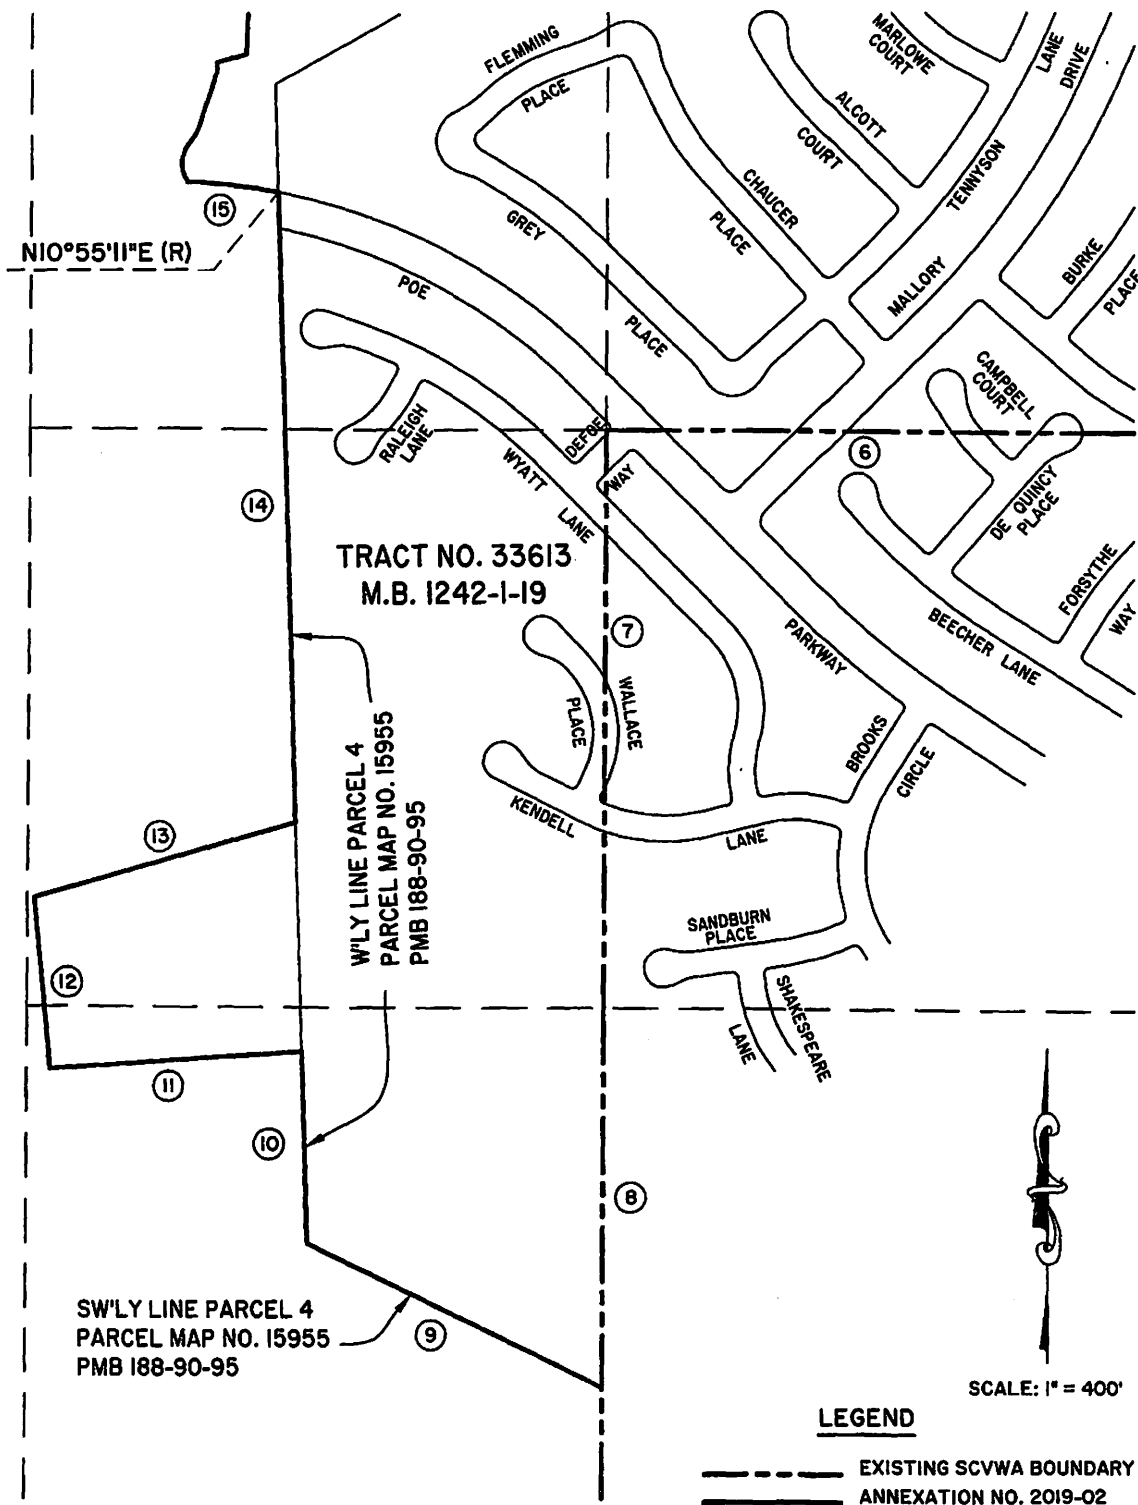 FLEMMING
PLACE
MARLOWE
COURT
LANE
DRIVE
ALCOTT
COURT
TENNYSON
CHAUCER
PLACE
GREY
PLACE
15
N10°55'11"E (R)
POE
MALLORY
BURKE
PLACE
CAMPBELL
COURT
RALEIGH
LANE
DEFOE
WAY
WYATT
LANE
6
DE QUINCY
PLACE
14
TRACT NO. 33613
M.B. 1242-1-19
FORSYTHE
WAY
BEECHER LANE
PARKWAY
7
WALLACE
PLACE
BROOKS
CIRCLE
W'LY LINE PARCEL 4
PARCEL MAP NO. 15955
PMB 188-90-95
KENDELL
LANE
13
SANDBURN
PLACE
12
SHAKESPEARE
LANE
11
10
8
SW'LY LINE PARCEL 4
PARCEL MAP NO. 15955
PMB 188-90-95
9
SCALE: 1" = 400'
LEGEND
EXISTING SCVWA BOUNDARY
ANNEXATION NO. 2019-02